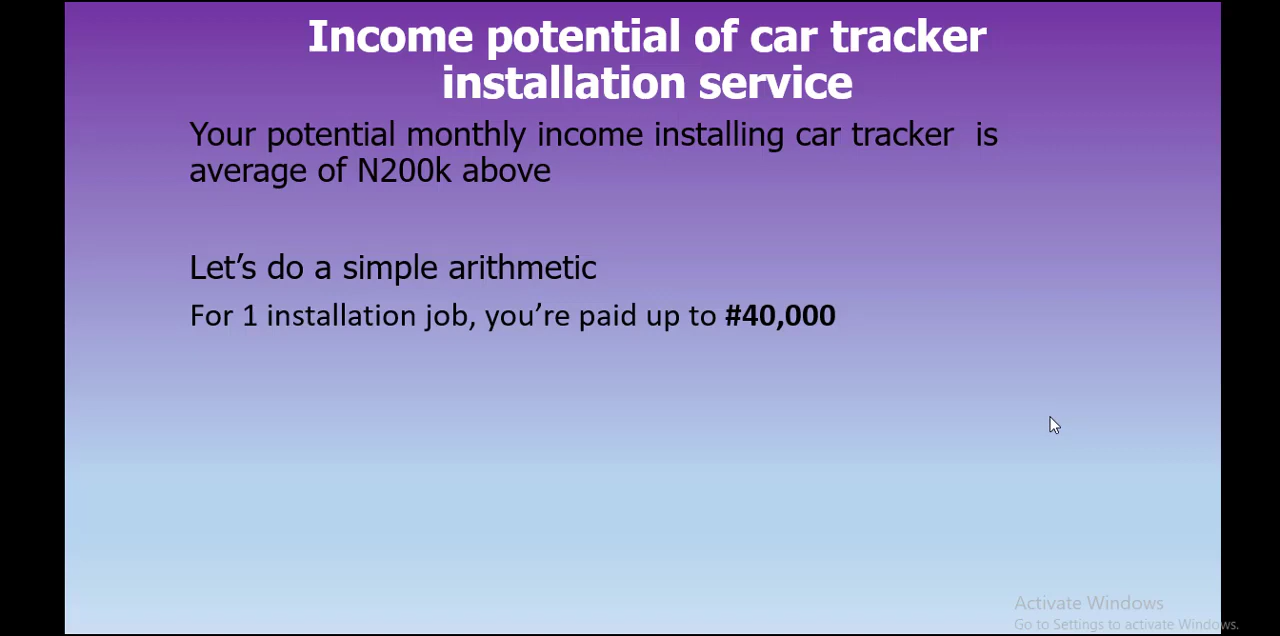 Income potential of car tracker
installation service
Your potential monthly income installing car tracker  is
average of N200k above
Let’s do a simple arithmetic
For 1 installation job, you’re paid up to #40,000
Activate Windows
Go to Settings to activate Windows.